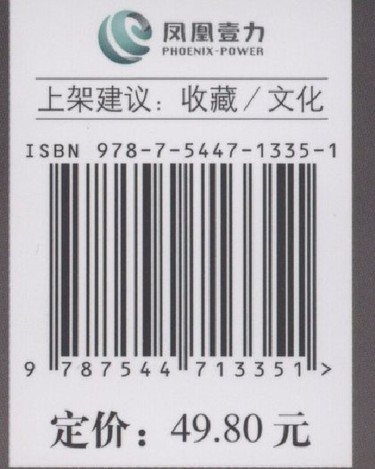 凤凰壹力
PHOENIX-POWER
上架建议：收藏／文化
ISBN 978-7-5447-1335-1
9 787544 713351 >
定价：49.80 元